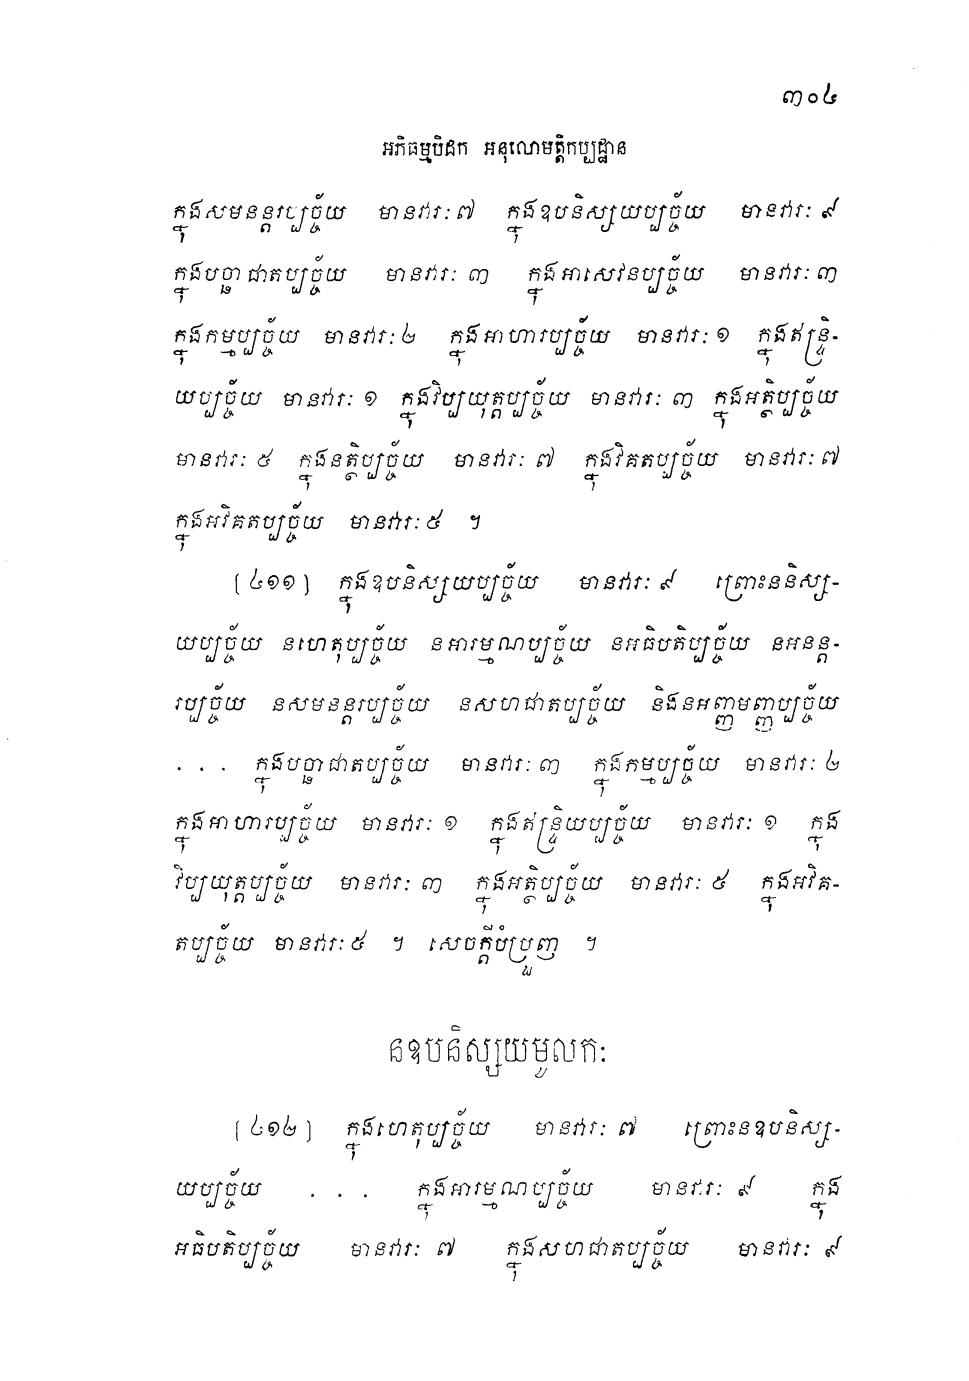 ៣០៤
អភិធម្មបិដក អនុលោមត្តិកប្បដ្ឋាន
ក្នុងសមនន្តរប្បច្ច័យ មានវារៈ ៧ ក្នុងឧបនិស្សយប្បច្ច័យ មានវារៈ ៩
ក្នុងបច្ឆាជាតប្បច្ច័យ មានវារៈ ៣ ក្នុងអាសេវនប្បច្ច័យ មានវារៈ ៣
ក្នុងកម្មប្បច្ច័យ មានវារៈ ២ ក្នុងអាហារប្បច្ច័យ មានវារៈ ១ ក្នុងឥន្ទ្រិ-
យប្បច្ច័យ មានវារៈ ១ ក្នុងវិប្បយុត្តប្បច្ច័យ មានវារៈ ៣ ក្នុងអត្ថិប្បច្ច័យ
មានវារៈ ៥ ក្នុងនត្ថិប្បច្ច័យ មានវារៈ ៧ ក្នុងវិគតប្បច្ច័យ មានវារៈ ៧
ក្នុងអវិគតប្បច្ច័យ មានវារៈ ៥ ។
[៤១១] ក្នុងឧបនិស្សយប្បច្ច័យ មានវារៈ ៩ ព្រោះននិស្ស-
យប្បច្ច័យ នហេតុប្បច្ច័យ នអារម្មណប្បច្ច័យ នអធិបតិប្បច្ច័យ នអនន្ត-
រប្បច្ច័យ នសមនន្តរប្បច្ច័យ នសហជាតប្បច្ច័យ និងនអញ្ញមញ្ញប្បច្ច័យ
. . . ក្នុងបច្ឆាជាតប្បច្ច័យ មានវារៈ ៣ ក្នុងកម្មប្បច្ច័យ មានវារៈ ២
ក្នុងអាហារប្បច្ច័យ មានវារៈ ១ ក្នុងឥន្ទ្រិយប្បច្ច័យ មានវារៈ ១ ក្នុង
វិប្បយុត្តប្បច្ច័យ មានវារៈ ៣ ក្នុងអត្ថិប្បច្ច័យ មានវារៈ ៥ ក្នុងអវិគ-
តប្បច្ច័យ មានវារៈ ៥ ។ សេចក្តីបំប្រួញ ។
នឧបនិស្សយមូលកៈ
[៤១២] ក្នុងហេតុប្បច្ច័យ មានវារៈ ៧ ព្រោះនឧបនិស្ស-
យប្បច្ច័យ . . . ក្នុងអារម្មណប្បច្ច័យ មានវារៈ ៩ ក្នុង
អធិបតិប្បច្ច័យ មានវារៈ ៧ ក្នុងសហជាតប្បច្ច័យ មានវារៈ ៩